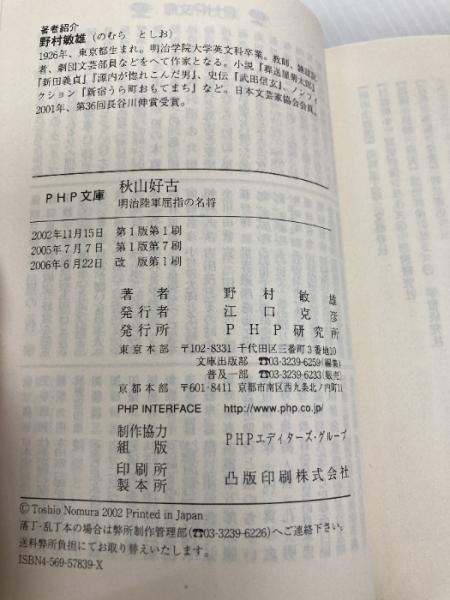 著者紹介
野村敏雄（のむら　としお）
1926年、東京都生まれ。明治学院大学英文科卒業。教師、雑誌記
者、劇団文芸部員などをへて作家となる。小説『葬送屋菊太郎』
『新田義貞』『源内が惚れこんだ男』、史伝『武田信玄』、ノンフィ
クション『新宿うら町おもてまち』など。日本文芸家協会会員。
2001年、第36回長谷川伸賞受賞。
PHP文庫　秋山好古
明治陸軍屈指の名将
2002年11月15日　第1版第1刷
2005年7月7日　第1版第7刷
2006年6月22日　改　版第1刷
著　者　野　村　敏　雄
発行者　江　口　克　彦
発行所　PHP研究所
東京本部　〒102-8331　千代田区三番町3番地10
文庫出版部　☎03-3239-6259(編集)
普及一部　☎03-3239-6233(販売)
京都本部　〒601-8411　京都市南区西九条北ノ内町11
PHP INTERFACE　http://www.php.co.jp/
制作協力
組　版　PHPエディターズ・グループ
印刷所
製本所　凸版印刷株式会社
©Toshio Nomura 2002 Printed in Japan
落丁・乱丁本の場合は弊所制作管理部(☎03-3239-6226)へご連絡下さい。
送料弊所負担にてお取り替えいたします。
ISBN4-569-57839-X